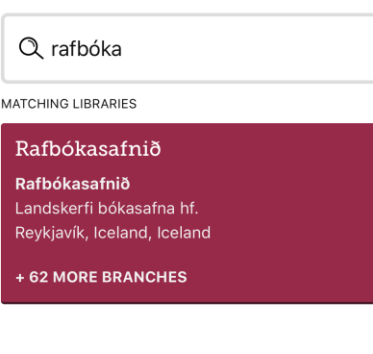 rafbóka
MATCHING LIBRARIES
Rafbókasafnið
Rafbókasafnið
Landskerfi bókasafna hf.
Reykjavík, Iceland, Iceland
+ 62 MORE BRANCHES